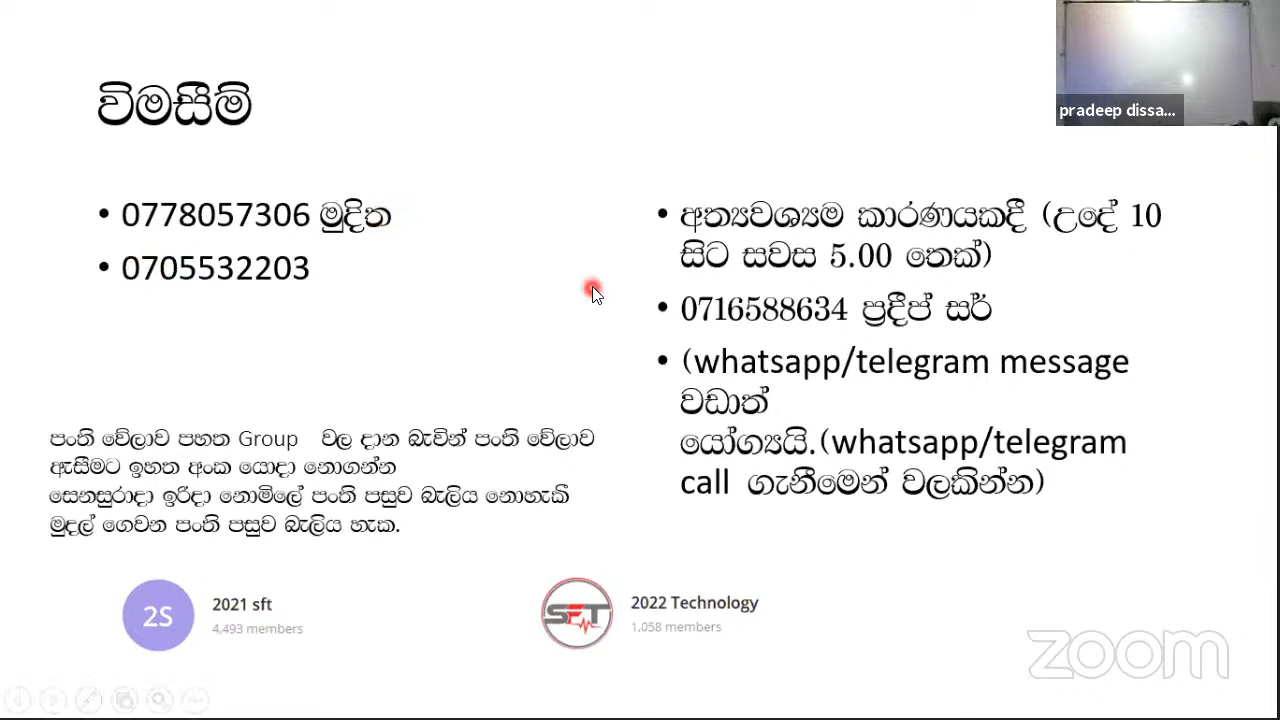 pradeep dissa...
විමසීම්
• 0778057306 මුදිත
• 0705532203
• අත්‍යවශ්‍යම කාරණයකදී (උදේ 10
සිට සවස 5.00 තෙක්)
• 0716588634 ප්‍රදීප් සර්
• (whatsapp/telegram message
වඩාත්
යෝග්‍යයි.(whatsapp/telegram
call ගැනීමෙන් වලකින්න)
පංති වේලාව පහත Group වල දාන බැවින් පංති වේලාව
ඇසීමට ඉහත අංක යොදා නොගන්න
සෙනසුරාදා ඉරිදා නොමිලේ පංති පසුව බැලිය නොහැකී
මුදල් ගෙවන පංති පසුව බැලිය හැක.
2S
2021 sft
4,493 members
SFT
2022 Technology
1,058 members
zoom